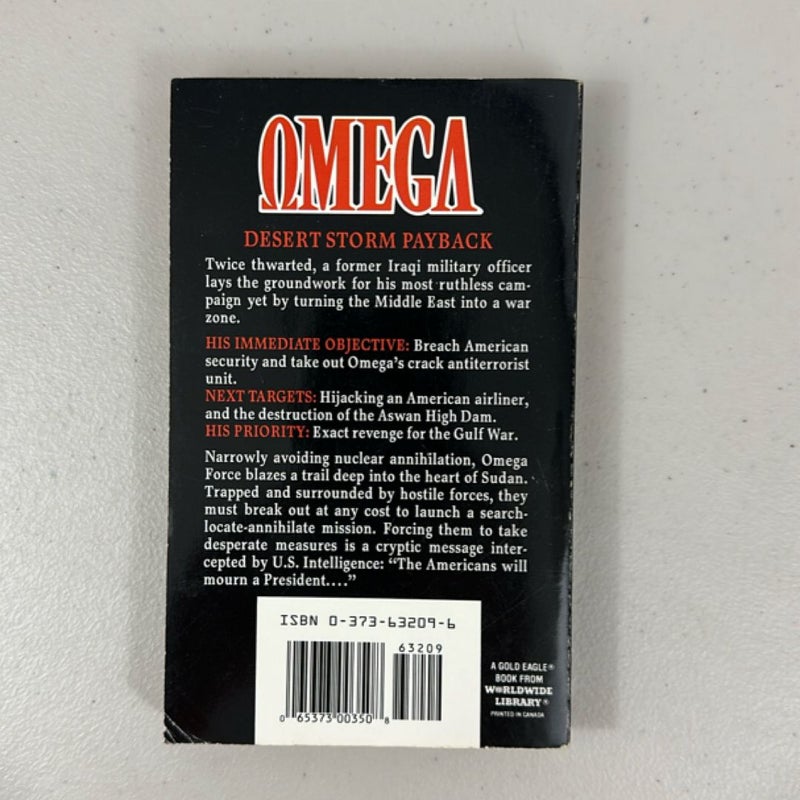 OMEGA
DESERT STORM PAYBACK
Twice thwarted, a former Iraqi military officer
lays the groundwork for his most ruthless cam-
paign yet by turning the Middle East into a war
zone.
HIS IMMEDIATE OBJECTIVE: Breach American
security and take out Omega's crack antiterrorist
unit.
NEXT TARGETS: Hijacking an American airliner,
and the destruction of the Aswan High Dam.
HIS PRIORITY: Exact revenge for the Gulf War.
Narrowly avoiding nuclear annihilation, Omega
Force blazes a trail deep into the heart of Sudan.
Trapped and surrounded by hostile forces, they
must break out at any cost to launch a search-
locate-annihilate mission. Forcing them to take
desperate measures is a cryptic message inter-
cepted by U.S. Intelligence: “The Americans will
mourn a President....”
ISBN 0-373-63209-6
63209
0 65373 00350 8
A GOLD EAGLE®
BOOK FROM
WORLDWIDE
LIBRARY®
PRINTED IN CANADA